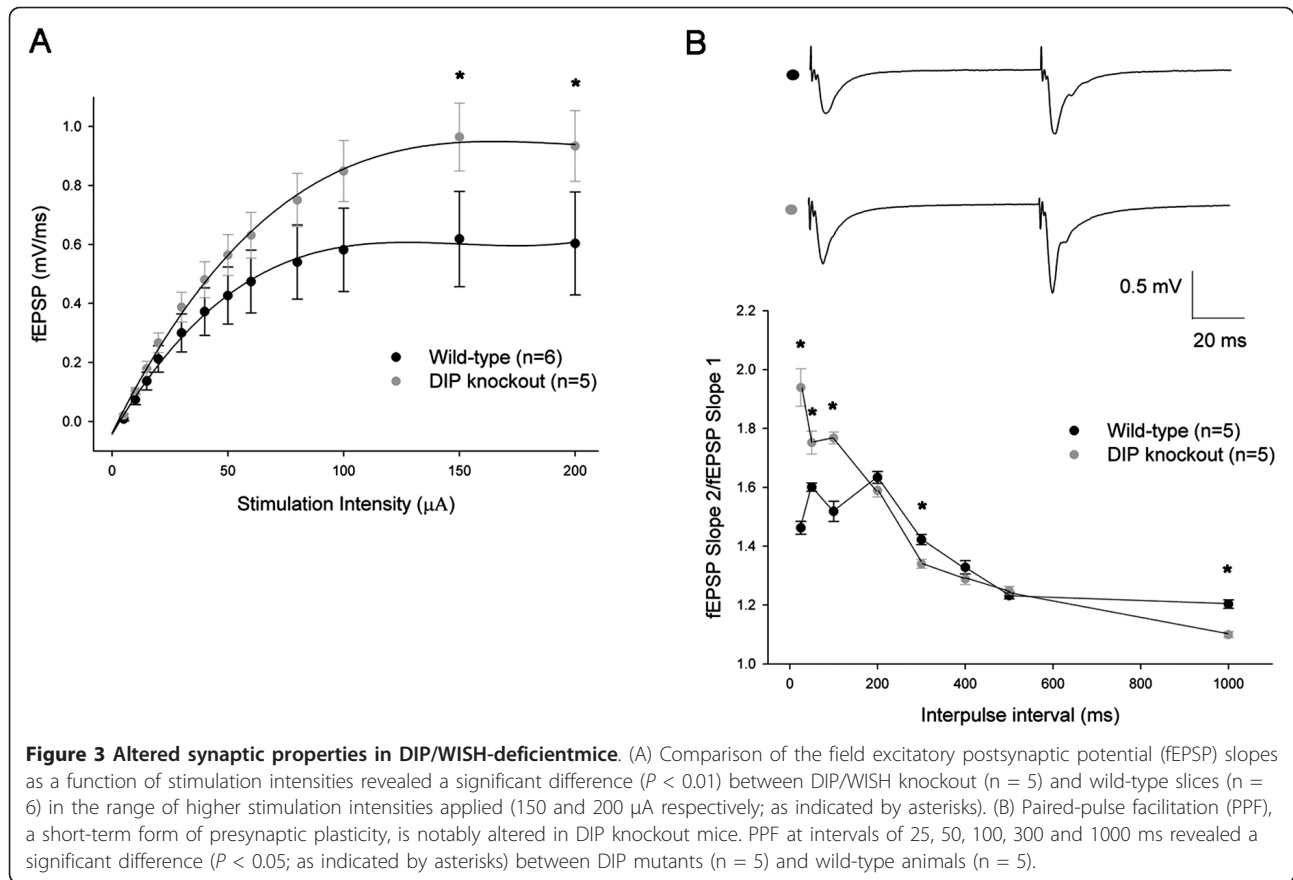 A
*
*
1.0
0.8
0.6
0.4
0.2
0.0
fEPSP (mV/ms)
Wild-type (n=6)
DIP knockout (n=5)
0
50
100
150
200
Stimulation Intensity (µA)
B
0.5 mV
20 ms
2.2
2.0
1.8
1.6
1.4
1.2
1.0
fEPSP Slope 2/fEPSP Slope 1
*
*
*
*
*
Wild-type (n=5)
DIP knockout (n=5)
0
200
400
600
800
1000
Interpulse interval (ms)
Figure 3 Altered synaptic properties in DIP/WISH-deficientmice. (A) Comparison of the field excitatory postsynaptic potential (fEPSP) slopes
as a function of stimulation intensities revealed a significant difference (P < 0.01) between DIP/WISH knockout (n = 5) and wild-type slices (n =
6) in the range of higher stimulation intensities applied (150 and 200 µA respectively; as indicated by asterisks). (B) Paired-pulse facilitation (PPF),
a short-term form of presynaptic plasticity, is notably altered in DIP knockout mice. PPF at intervals of 25, 50, 100, 300 and 1000 ms revealed a
significant difference (P < 0.05; as indicated by asterisks) between DIP mutants (n = 5) and wild-type animals (n = 5).